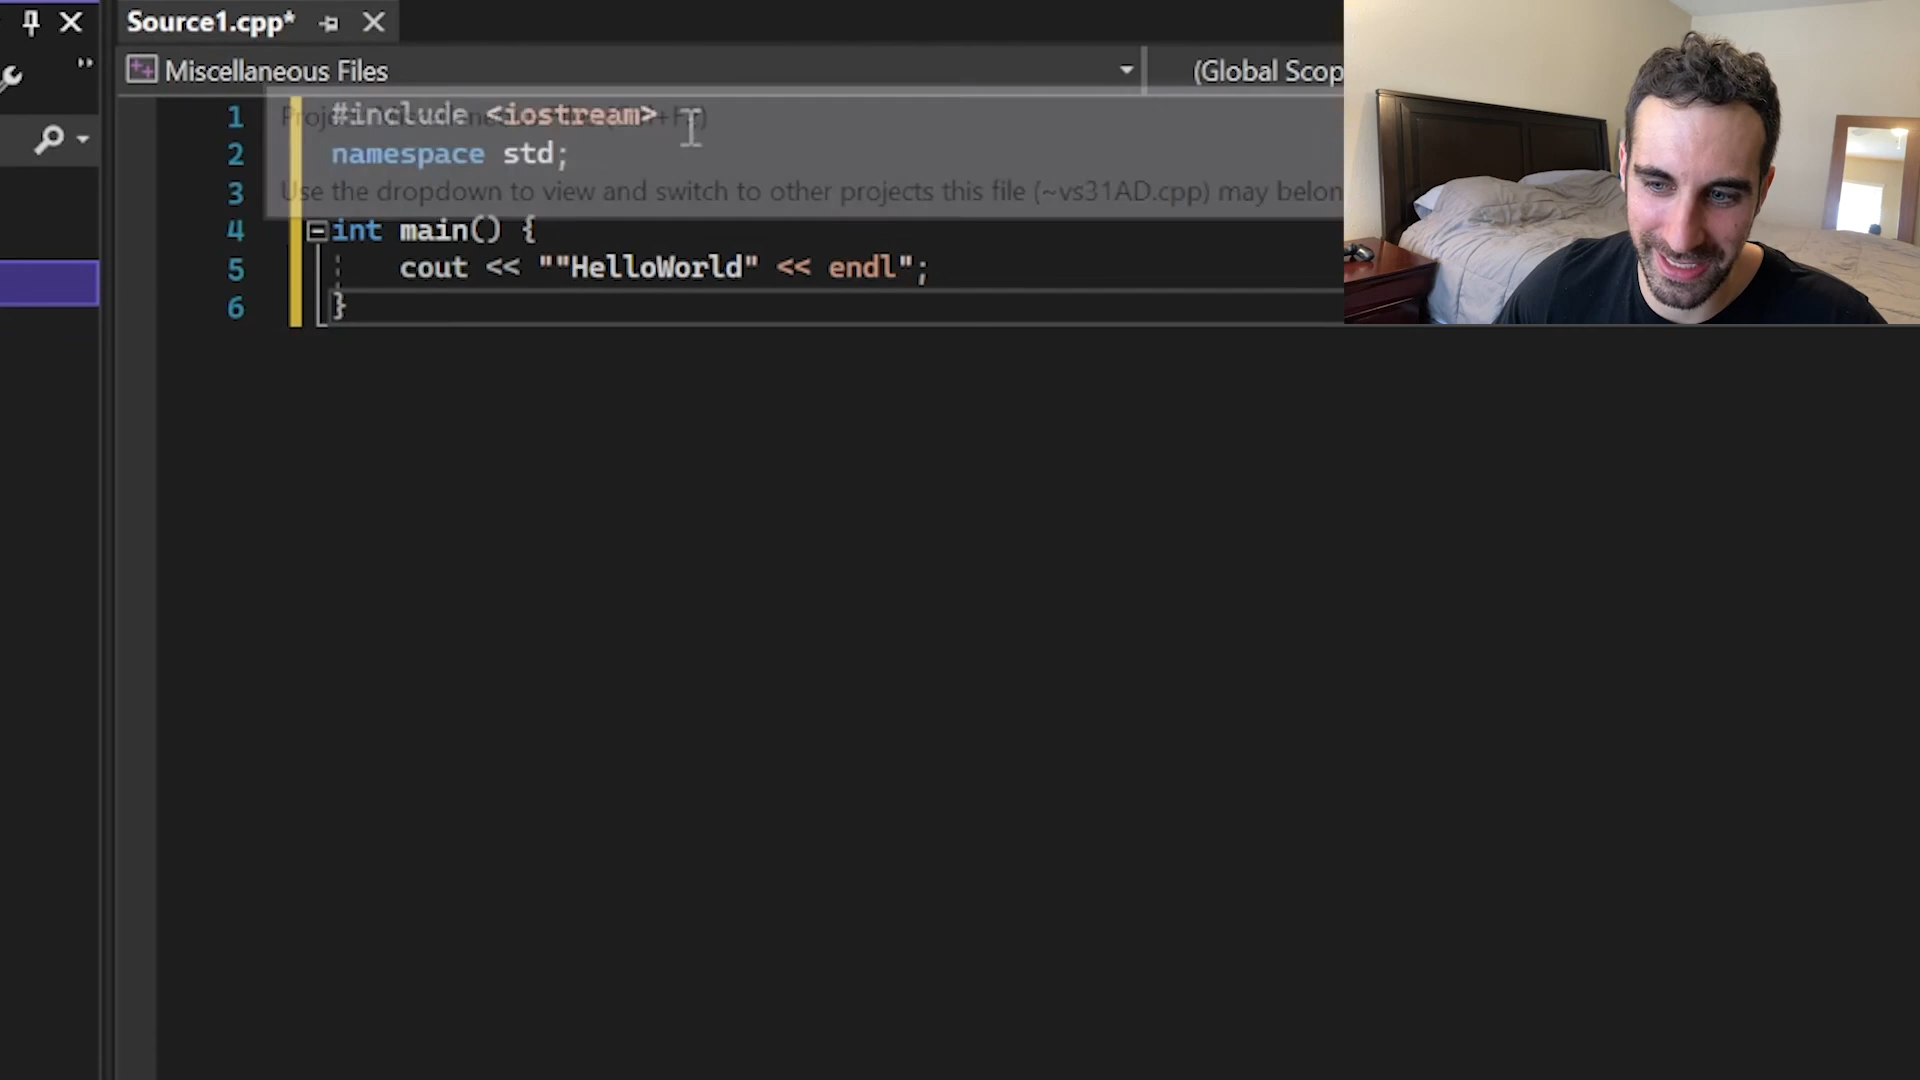 Source1.cpp*
Miscellaneous Files
(Global Scop
1 #include <iostream>
2 namespace std;
3
Use the dropdown to view and switch to other projects this file (~vs31AD.cpp) may belon
4 int main() {
5 cout << ""HelloWorld" << endl";
6 }